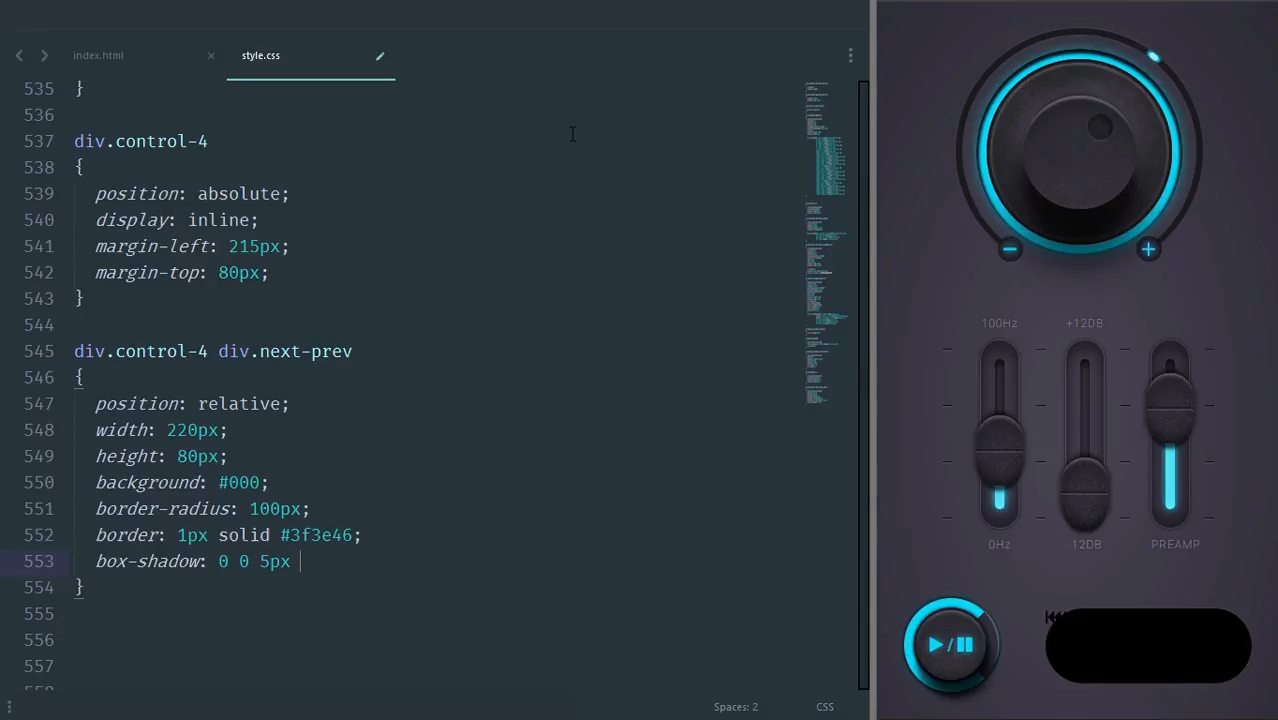 index.html
style.css
535 }
536
537 div.control-4
538 {
539 position: absolute;
540 display: inline;
541 margin-left: 215px;
542 margin-top: 80px;
543 }
544
545 div.control-4 div.next-prev
546 {
547 position: relative;
548 width: 220px;
549 height: 80px;
550 background: #000;
551 border-radius: 100px;
552 border: 1px solid #3f3e46;
553 box-shadow: 0 0 5px
554 }
555
556
557
Spaces: 2
CSS
100Hz
+12DB
0Hz
-12DB
PREAMP